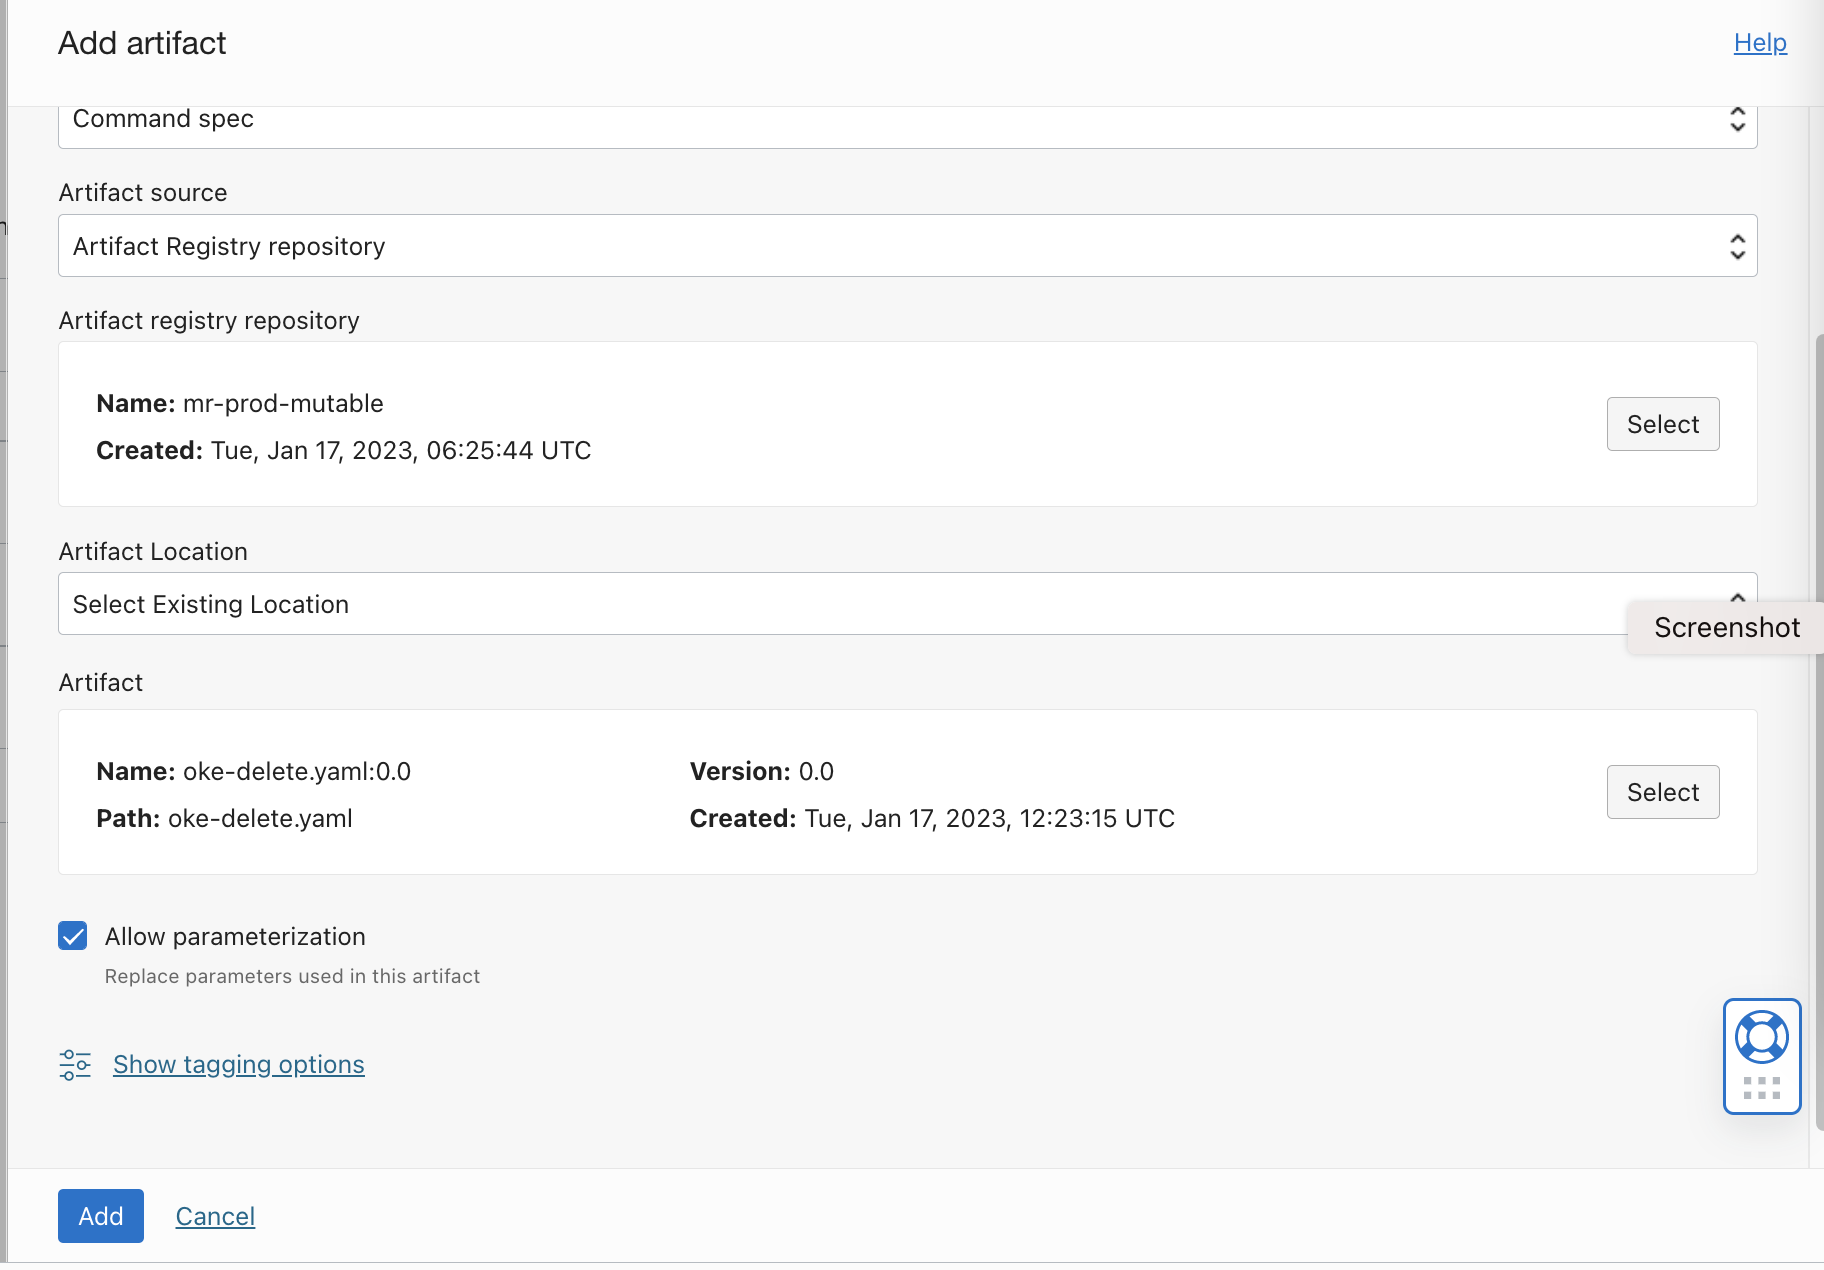 Add artifact
Help
Command spec
Artifact source
Artifact Registry repository
Artifact registry repository
Name: mr-prod-mutable
Select
Created: Tue, Jan 17, 2023, 06:25:44 UTC
Artifact Location
Select Existing Location
Screenshot
Artifact
Name: oke-delete.yaml:0.0 Version: 0.0
Select
Path: oke-delete.yaml Created: Tue, Jan 17, 2023, 12:23:15 UTC
Allow parameterization
Replace parameters used in this artifact
Show tagging options
Add Cancel